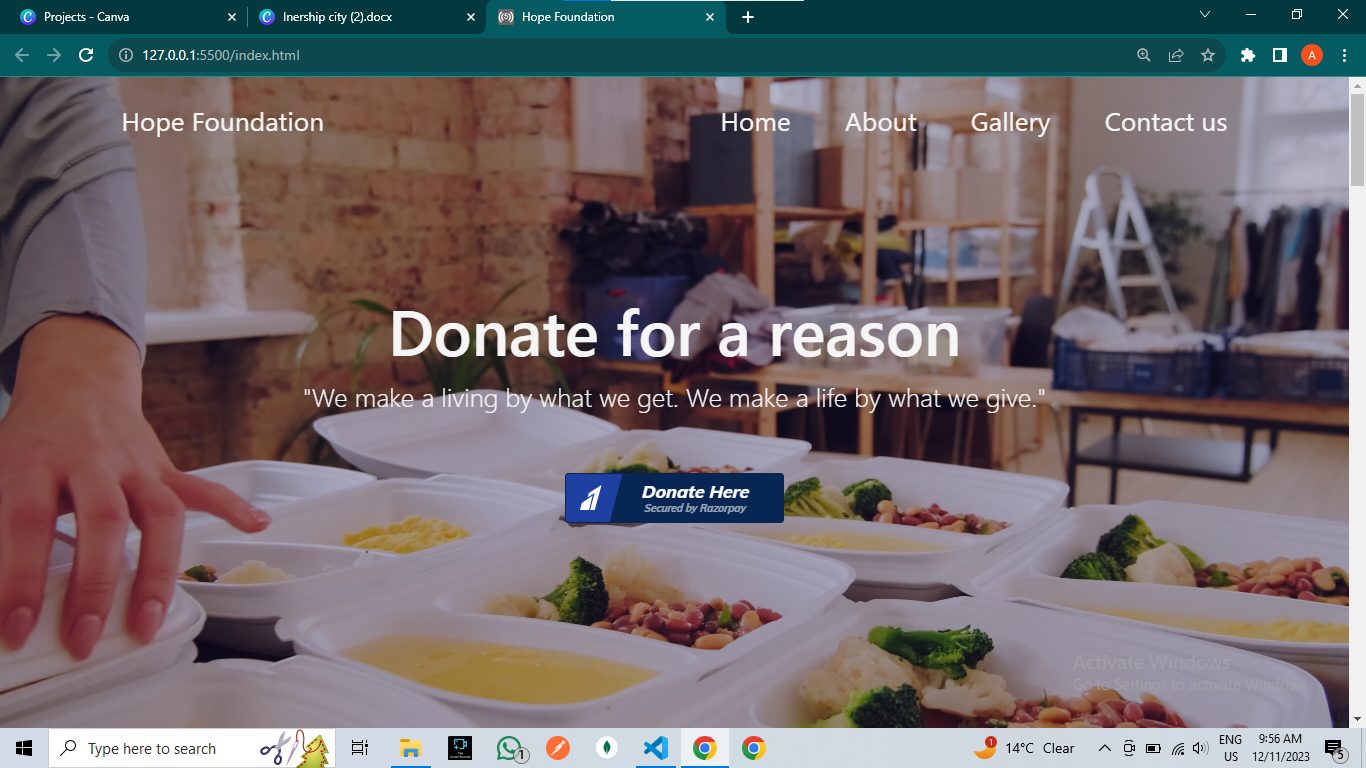 Projects - Canva
Inership city (2).docx
Hope Foundation
127.0.0.1:5500/index.html
A
Hope Foundation
Home
About
Gallery
Contact us
Donate for a reason
"We make a living by what we get. We make a life by what we give."
Donate Here
Secured by Razorpay
Activate Windows
Go to Settings to activate Windows.
Type here to search
1
1
14°C Clear
ENG
US
9:56 AM
12/11/2023
5